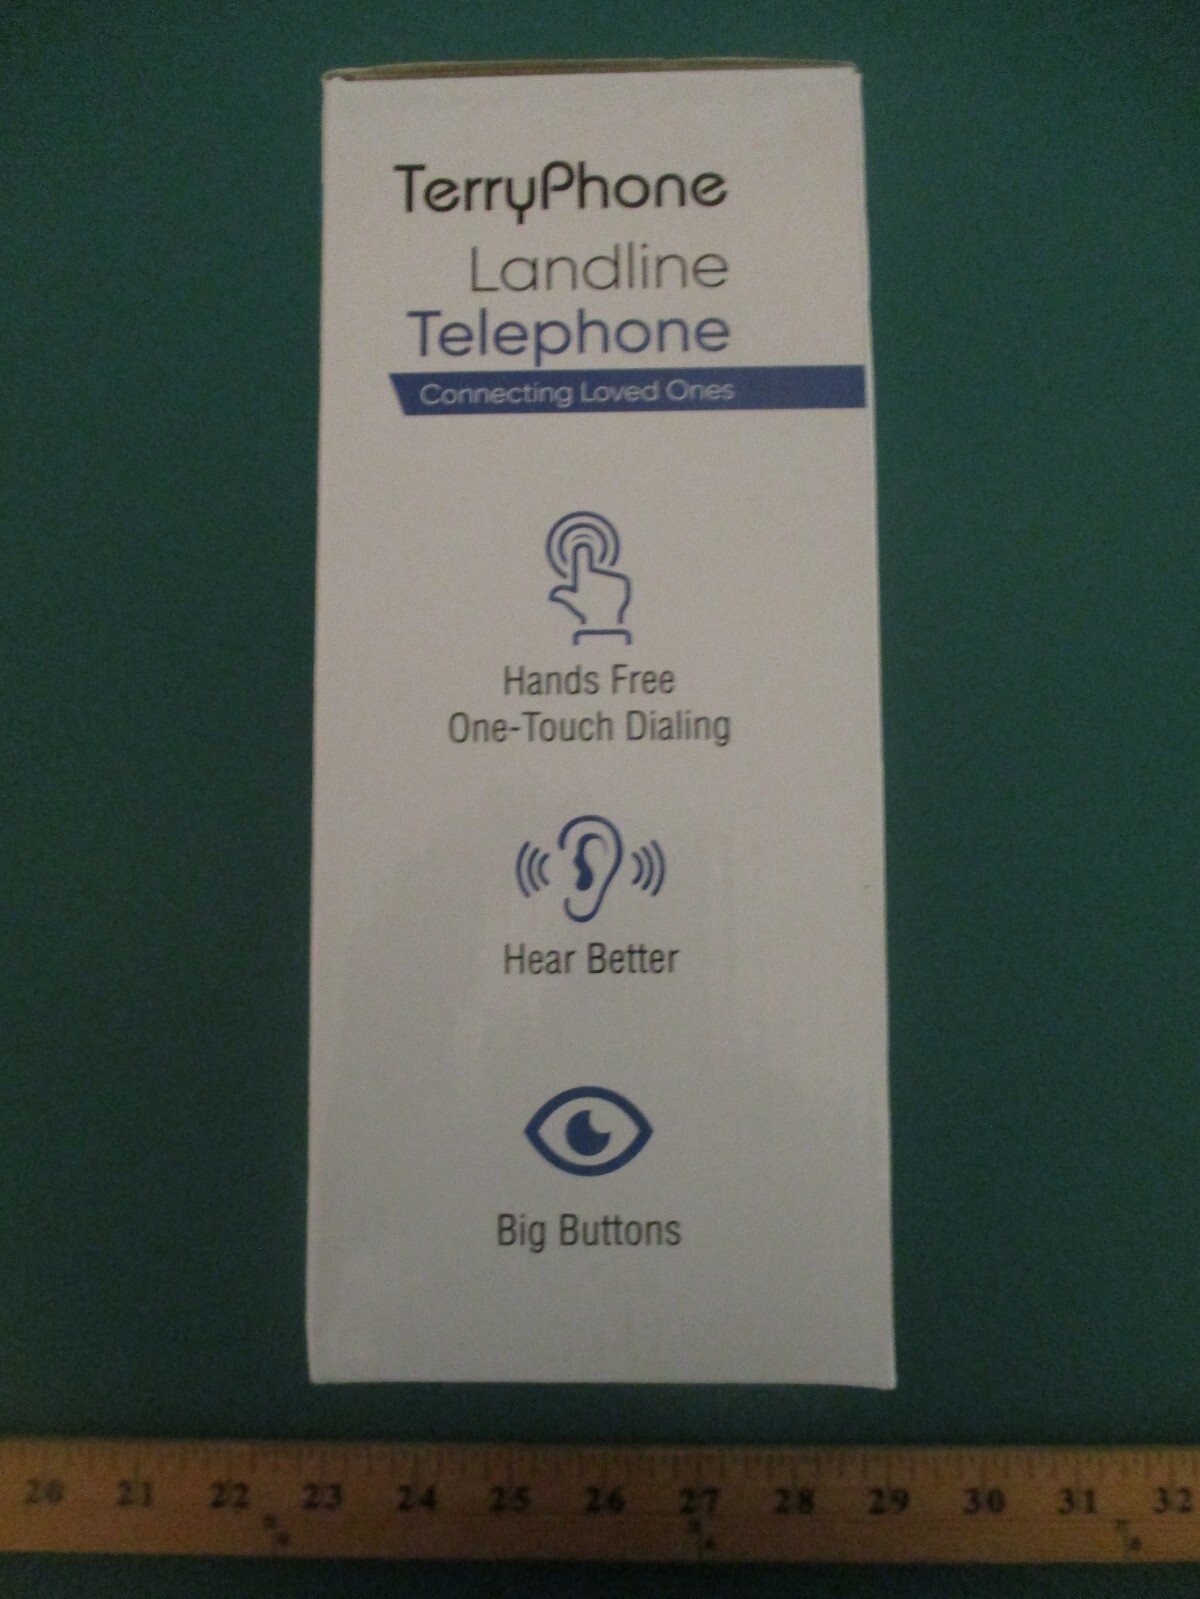 TerryPhone
Landline
Telephone
Connecting Loved Ones
Hands Free
One-Touch Dialing
Hear Better
Big Buttons
20 21 22 23 24 25 26 27 28 29 30 31 32